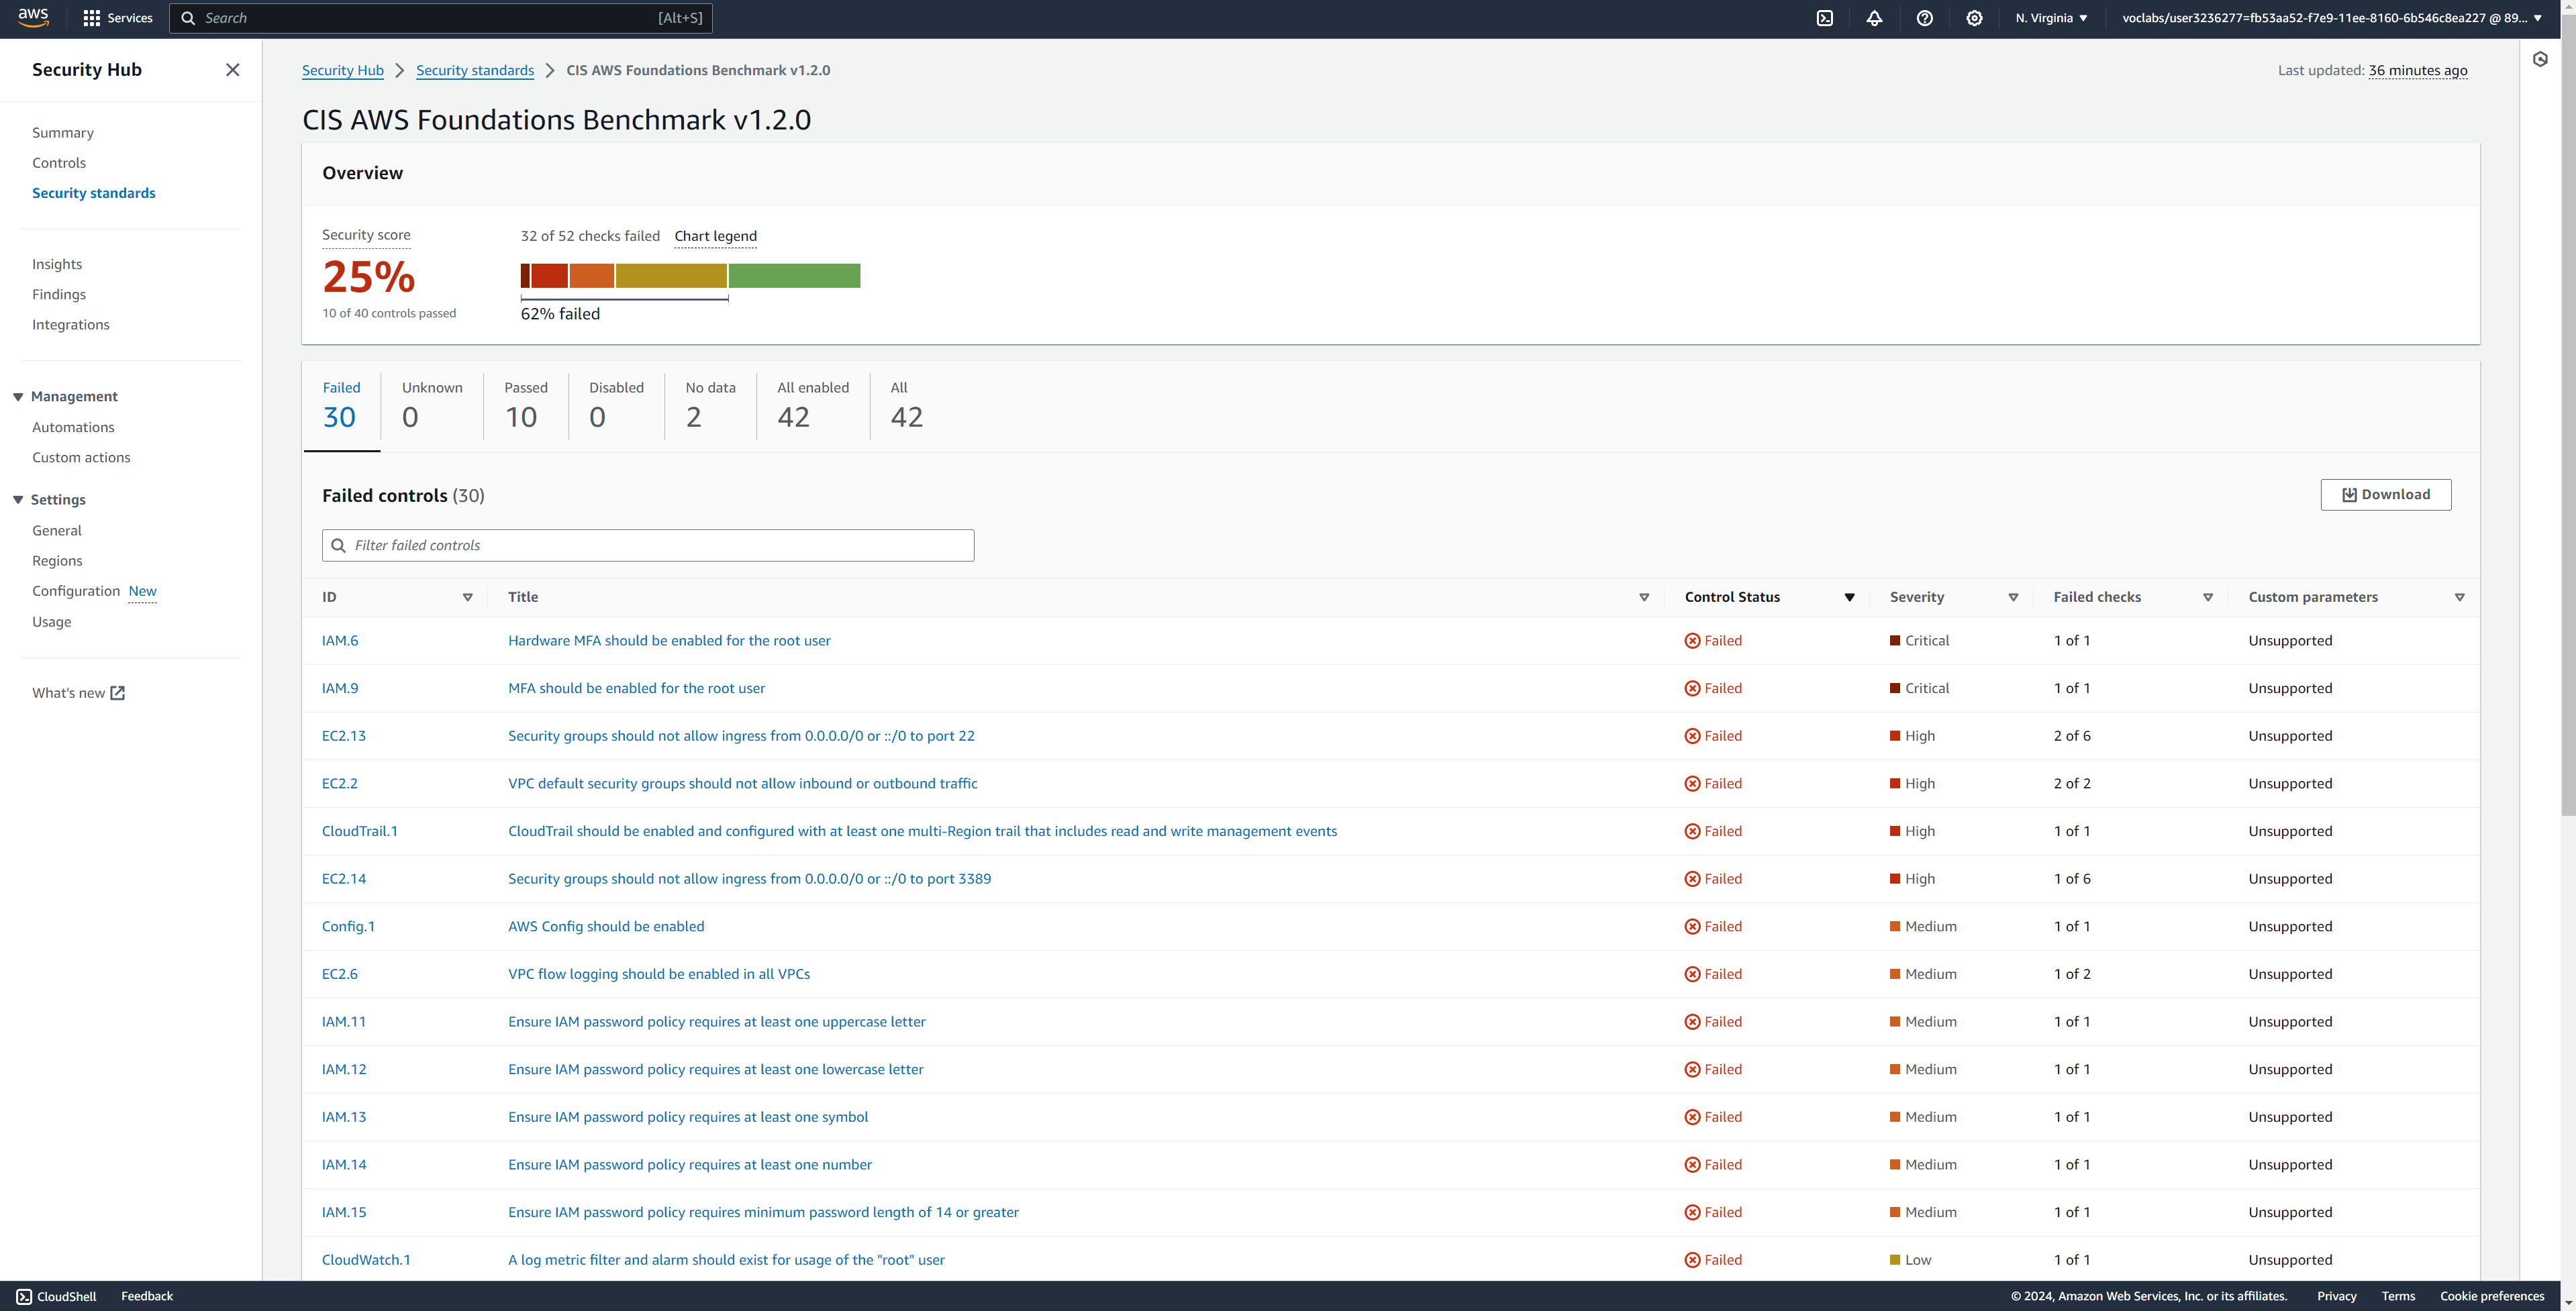 aws Services Search [Alt+S] N. Virginia voclabs/user3236277=fb53aa52-f7e9-11ee-8160-6b546c8ea227 @ 89...
Security Hub
Summary
Controls
Security standards
Insights
Findings
Integrations
Management
Automations
Custom actions
Settings
General
Regions
Configuration New
Usage
What's new
Security Hub Security standards CIS AWS Foundations Benchmark v1.2.0 Last updated: 36 minutes ago
CIS AWS Foundations Benchmark v1.2.0
Overview
Security score
25%
10 of 40 controls passed
32 of 52 checks failed Chart legend
62% failed
Failed Unknown Passed Disabled No data All enabled All
30 0 10 0 2 42 42
Failed controls (30) Download
Filter failed controls
ID Title Control Status Severity Failed checks Custom parameters
IAM.6 Hardware MFA should be enabled for the root user Failed Critical 1 of 1 Unsupported
IAM.9 MFA should be enabled for the root user Failed Critical 1 of 1 Unsupported
EC2.13 Security groups should not allow ingress from 0.0.0.0/0 or ::/0 to port 22 Failed High 2 of 6 Unsupported
EC2.2 VPC default security groups should not allow inbound or outbound traffic Failed High 2 of 2 Unsupported
CloudTrail.1 CloudTrail should be enabled and configured with at least one multi-Region trail that includes read and write management events Failed High 1 of 1 Unsupported
EC2.14 Security groups should not allow ingress from 0.0.0.0/0 or ::/0 to port 3389 Failed High 1 of 6 Unsupported
Config.1 AWS Config should be enabled Failed Medium 1 of 1 Unsupported
EC2.6 VPC flow logging should be enabled in all VPCs Failed Medium 1 of 2 Unsupported
IAM.11 Ensure IAM password policy requires at least one uppercase letter Failed Medium 1 of 1 Unsupported
IAM.12 Ensure IAM password policy requires at least one lowercase letter Failed Medium 1 of 1 Unsupported
IAM.13 Ensure IAM password policy requires at least one symbol Failed Medium 1 of 1 Unsupported
IAM.14 Ensure IAM password policy requires at least one number Failed Medium 1 of 1 Unsupported
IAM.15 Ensure IAM password policy requires minimum password length of 14 or greater Failed Medium 1 of 1 Unsupported
CloudWatch.1 A log metric filter and alarm should exist for usage of the "root" user Failed Low 1 of 1 Unsupported
CloudShell Feedback © 2024, Amazon Web Services, Inc. or its affiliates. Privacy Terms Cookie preferences